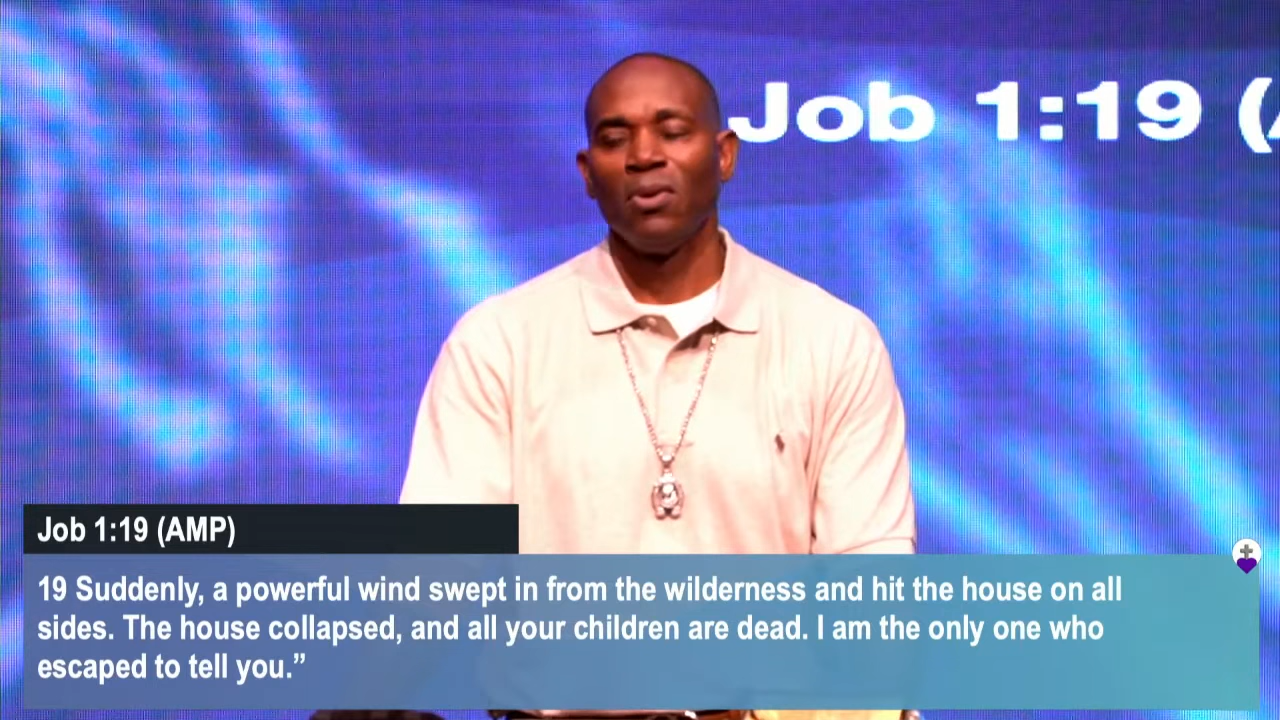 Job 1:19 (
Job 1:19 (AMP)
19 Suddenly, a powerful wind swept in from the wilderness and hit the house on all
sides. The house collapsed, and all your children are dead. I am the only one who
escaped to tell you.”